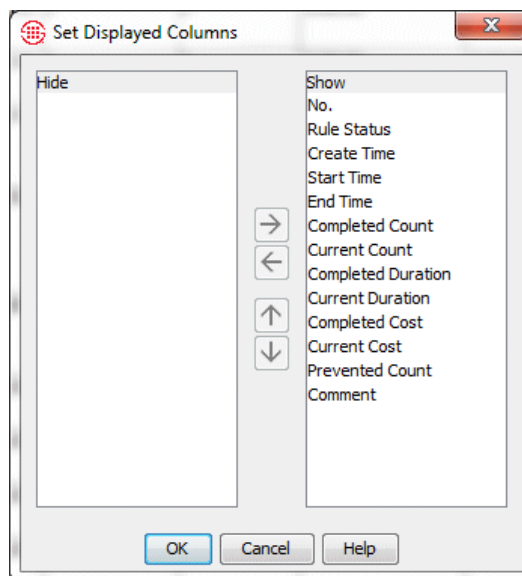 Set Displayed Columns
Hide
Show
No.
Rule Status
Create Time
Start Time
End Time
Completed Count
Current Count
Completed Duration
Current Duration
Completed Cost
Current Cost
Prevented Count
Comment
OK
Cancel
Help